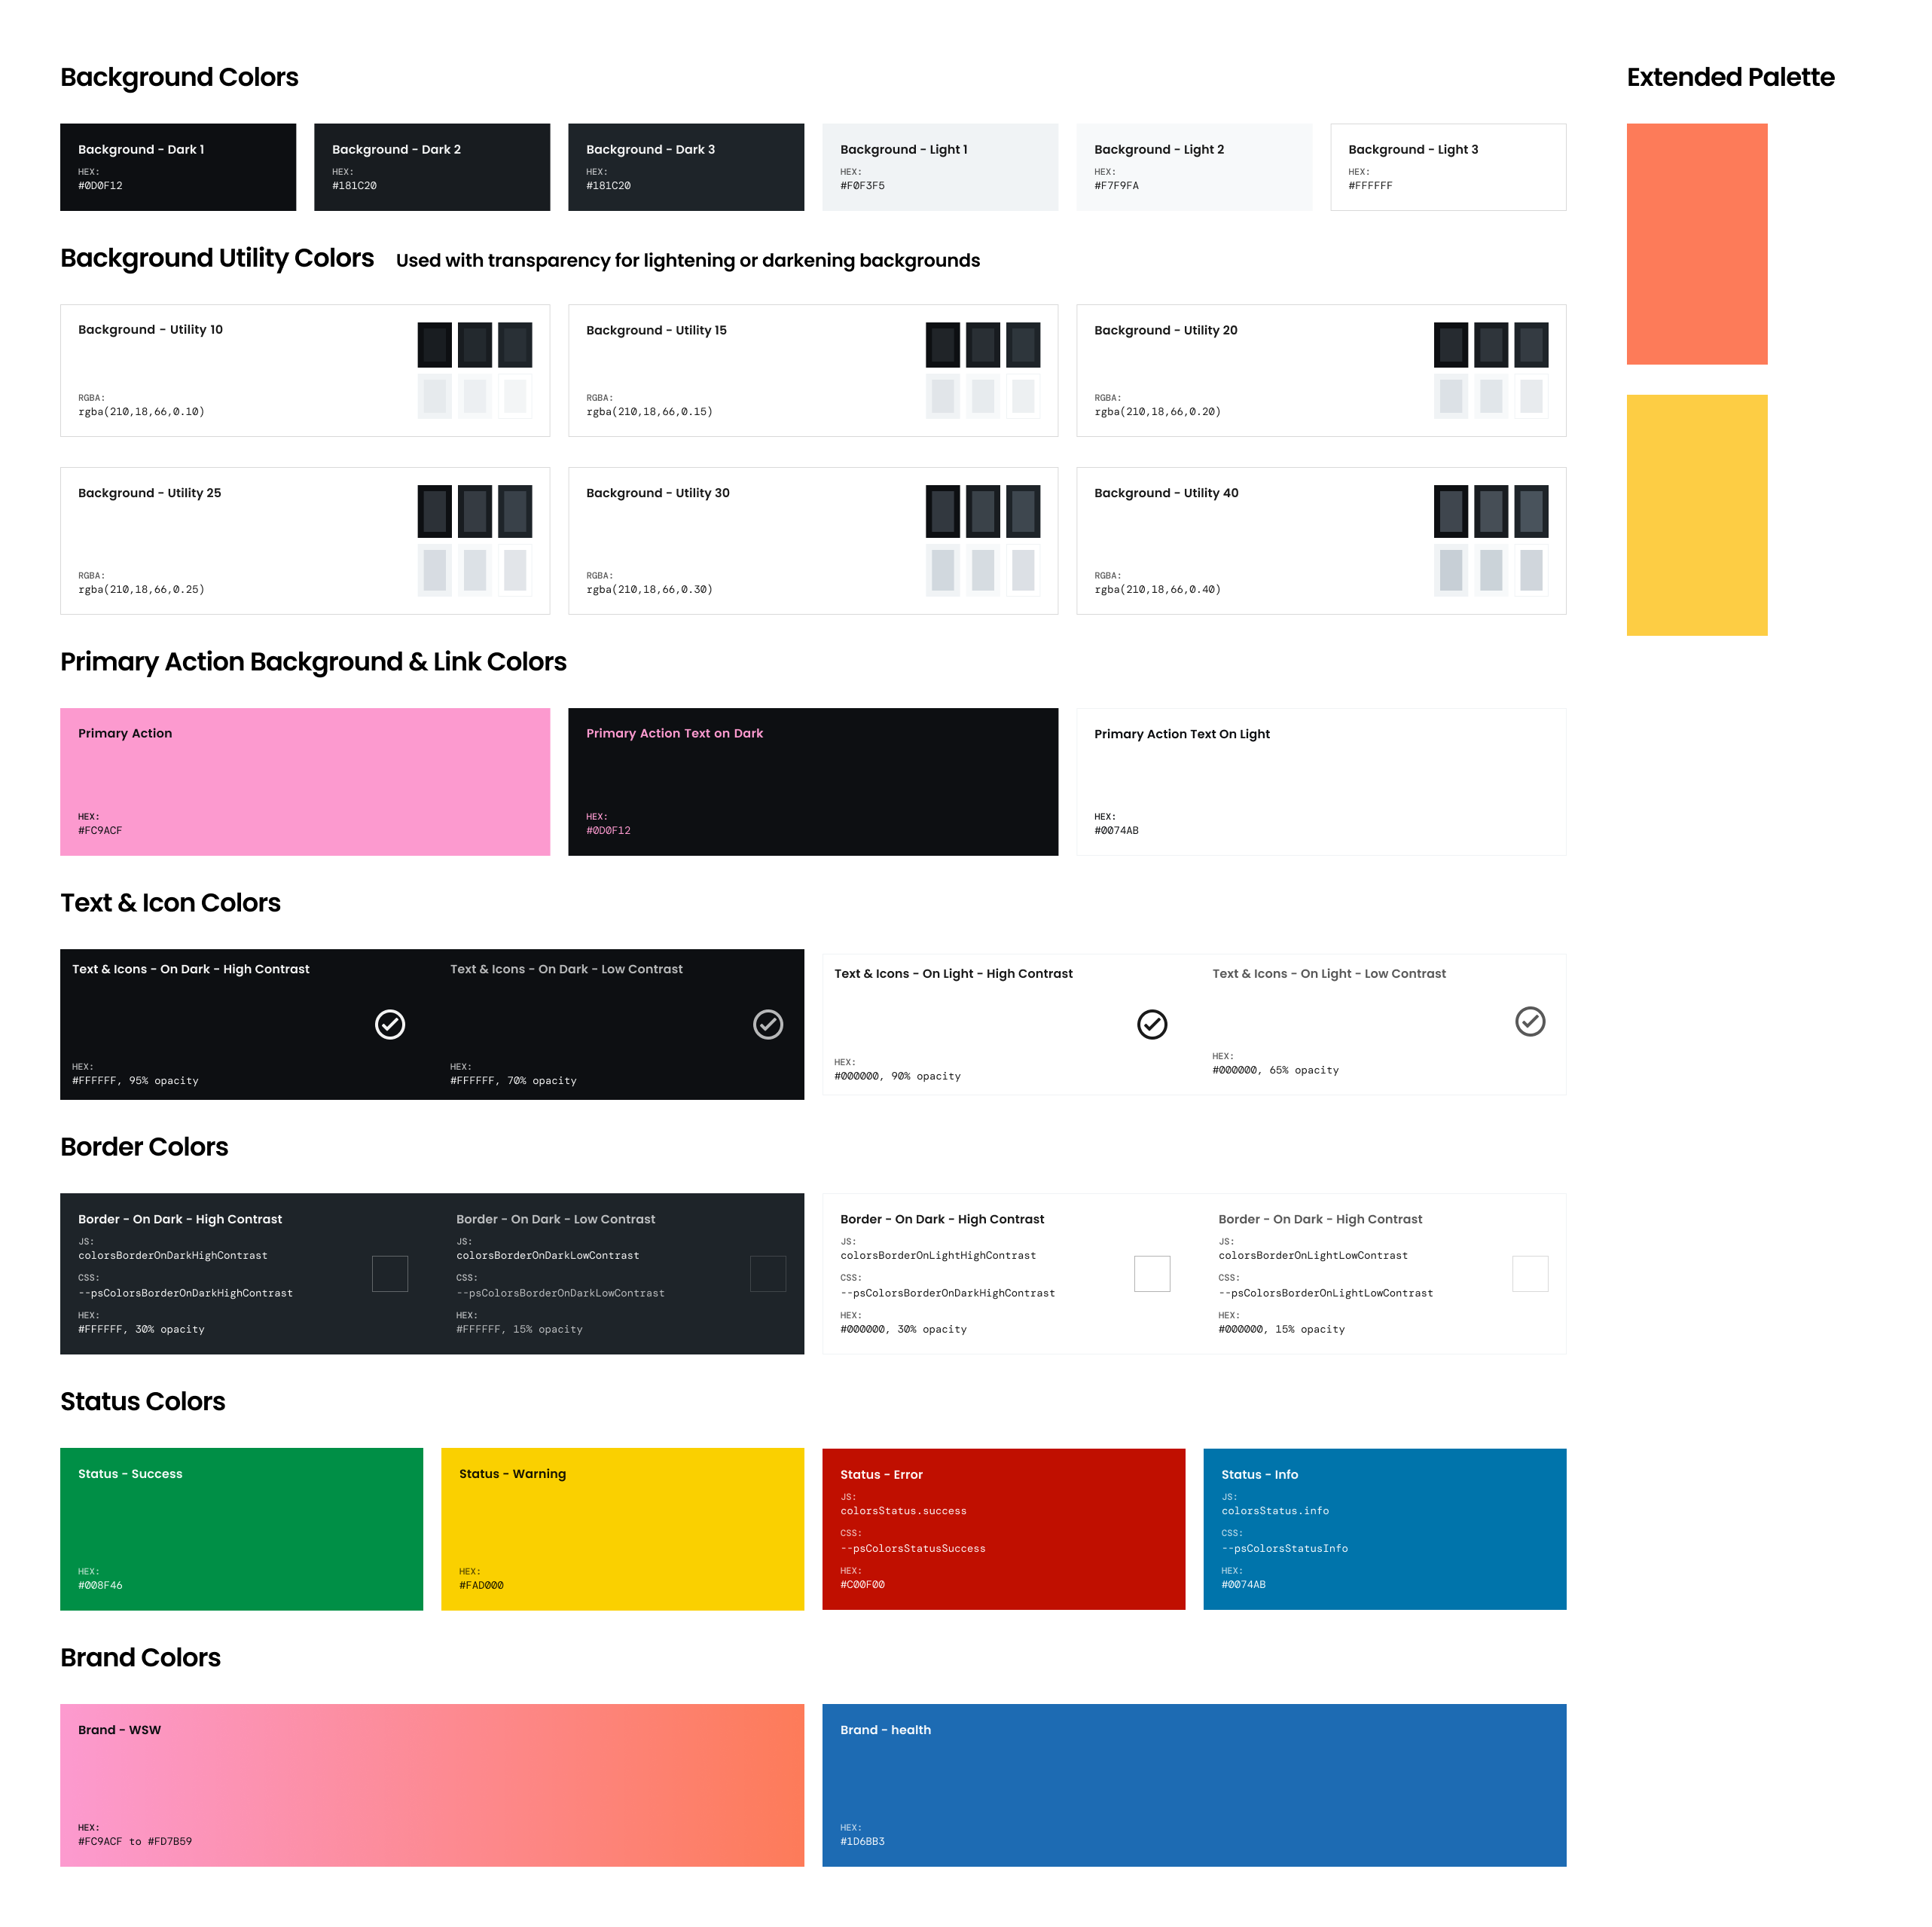 Background Colors
Extended Palette
Background - Dark 1
HEX:
#0D0F12
Background - Dark 2
HEX:
#181C20
Background - Dark 3
HEX:
#181C20
Background - Light 1
HEX:
#F0F3F5
Background - Light 2
HEX:
#F7F9FA
Background - Light 3
HEX:
#FFFFFF
Background Utility Colors
Used with transparency for lightening or darkening backgrounds
Background - Utility 10
RGBA:
rgba(210,18,66,0.10)
Background - Utility 15
RGBA:
rgba(210,18,66,0.15)
Background - Utility 20
RGBA:
rgba(210,18,66,0.20)
Background - Utility 25
RGBA:
rgba(210,18,66,0.25)
Background - Utility 30
RGBA:
rgba(210,18,66,0.30)
Background - Utility 40
RGBA:
rgba(210,18,66,0.40)
Primary Action Background & Link Colors
Primary Action
HEX:
#FC9ACF
Primary Action Text on Dark
HEX:
#0D0F12
Primary Action Text On Light
HEX:
#0074AB
Text & Icon Colors
Text & Icons - On Dark - High Contrast
HEX:
#FFFFFF, 95% opacity
Text & Icons - On Dark - Low Contrast
HEX:
#FFFFFF, 70% opacity
Text & Icons - On Light - High Contrast
HEX:
#000000, 90% opacity
Text & Icons - On Light - Low Contrast
HEX:
#000000, 65% opacity
Border Colors
Border - On Dark - High Contrast
JS:
colorsBorderOnDarkHighContrast
CSS:
--psColorsBorderOnDarkHighContrast
HEX:
#FFFFFF, 30% opacity
Border - On Dark - Low Contrast
JS:
colorsBorderOnDarkLowContrast
CSS:
--psColorsBorderOnDarkLowContrast
HEX:
#FFFFFF, 15% opacity
Border - On Dark - High Contrast
JS:
colorsBorderOnLightHighContrast
CSS:
--psColorsBorderOnDarkHighContrast
HEX:
#000000, 30% opacity
Border - On Dark - High Contrast
JS:
colorsBorderOnLightLowContrast
CSS:
--psColorsBorderOnLightLowContrast
HEX:
#000000, 15% opacity
Status Colors
Status - Success
HEX:
#008F46
Status - Warning
HEX:
#FAD000
Status - Error
JS:
colorsStatus.success
CSS:
--psColorsStatusSuccess
HEX:
#C00F00
Status - Info
JS:
colorsStatus.info
CSS:
--psColorsStatusInfo
HEX:
#0074AB
Brand Colors
Brand - WSW
HEX:
#FC9ACF to #FD7B59
Brand - health
HEX:
#1D6BB3